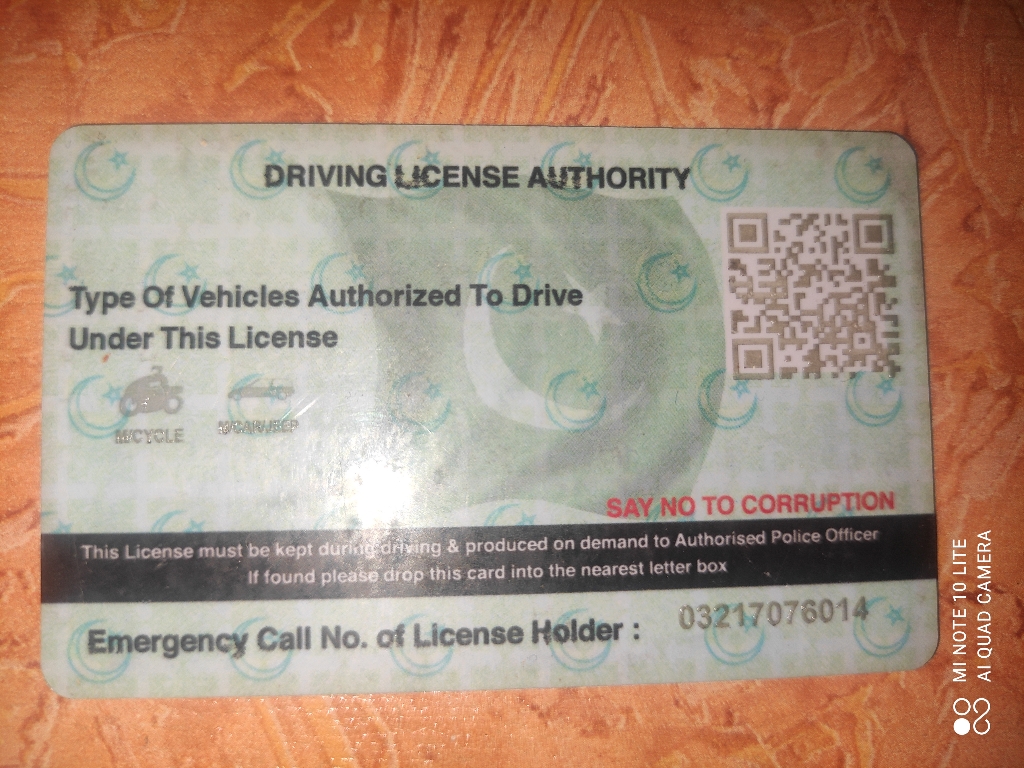 DRIVING LICENSE AUTHORITY
Type Of Vehicles Authorized To Drive
Under This License
M/CYCLE M/CAR/JEEP
SAY NO TO CORRUPTION
This License must be kept during driving & produced on demand to Authorised Police Officer
If found please drop this card into the nearest letter box
Emergency Call No. of License Holder : 03217076014
MI NOTE 10 LITE
AI QUAD CAMERA